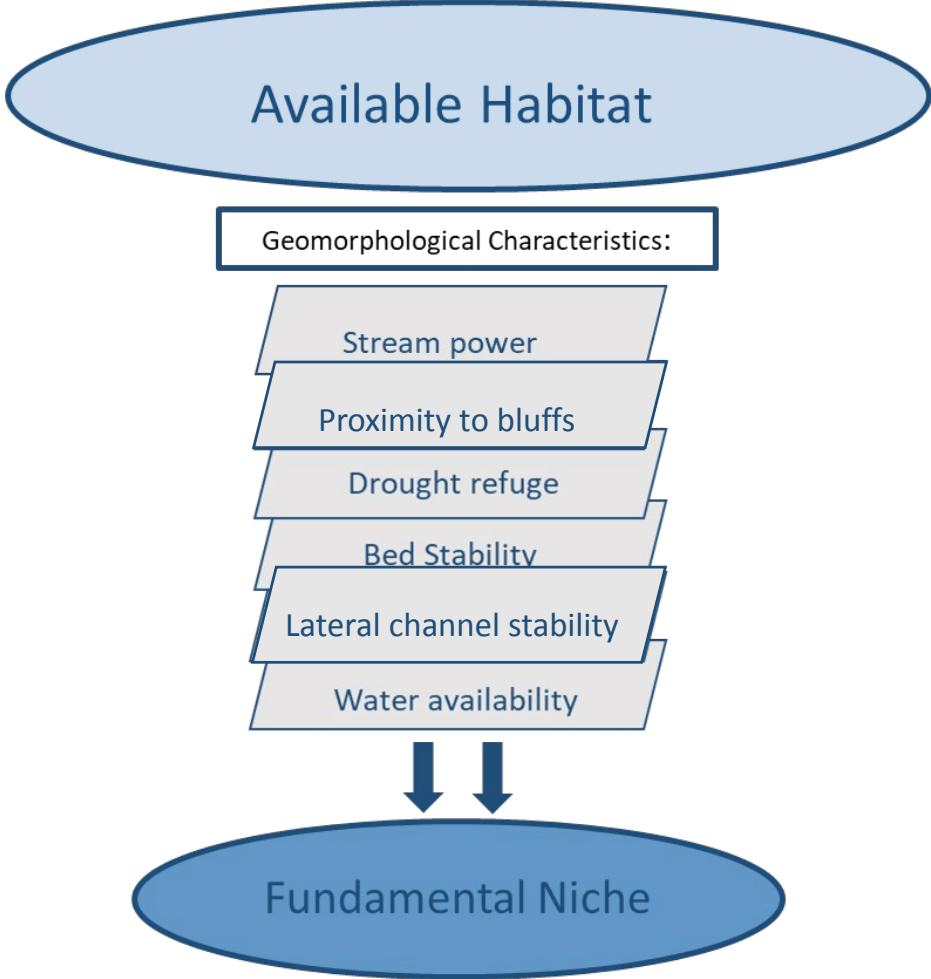 Available Habitat
Geomorphological Characteristics:
Stream power
Proximity to bluffs
Drought refuge
Bed Stability
Lateral channel stability
Water availability
Fundamental Niche